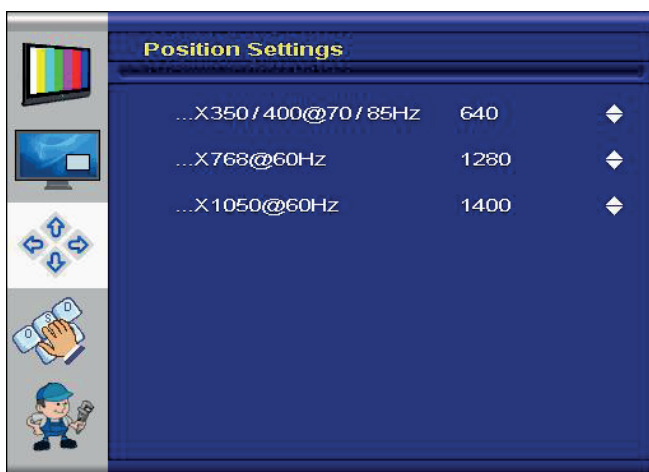 Position Settings
...X350/400@70/85Hz 640
...X768@60Hz 1280
...X1050@60Hz 1400
O S D